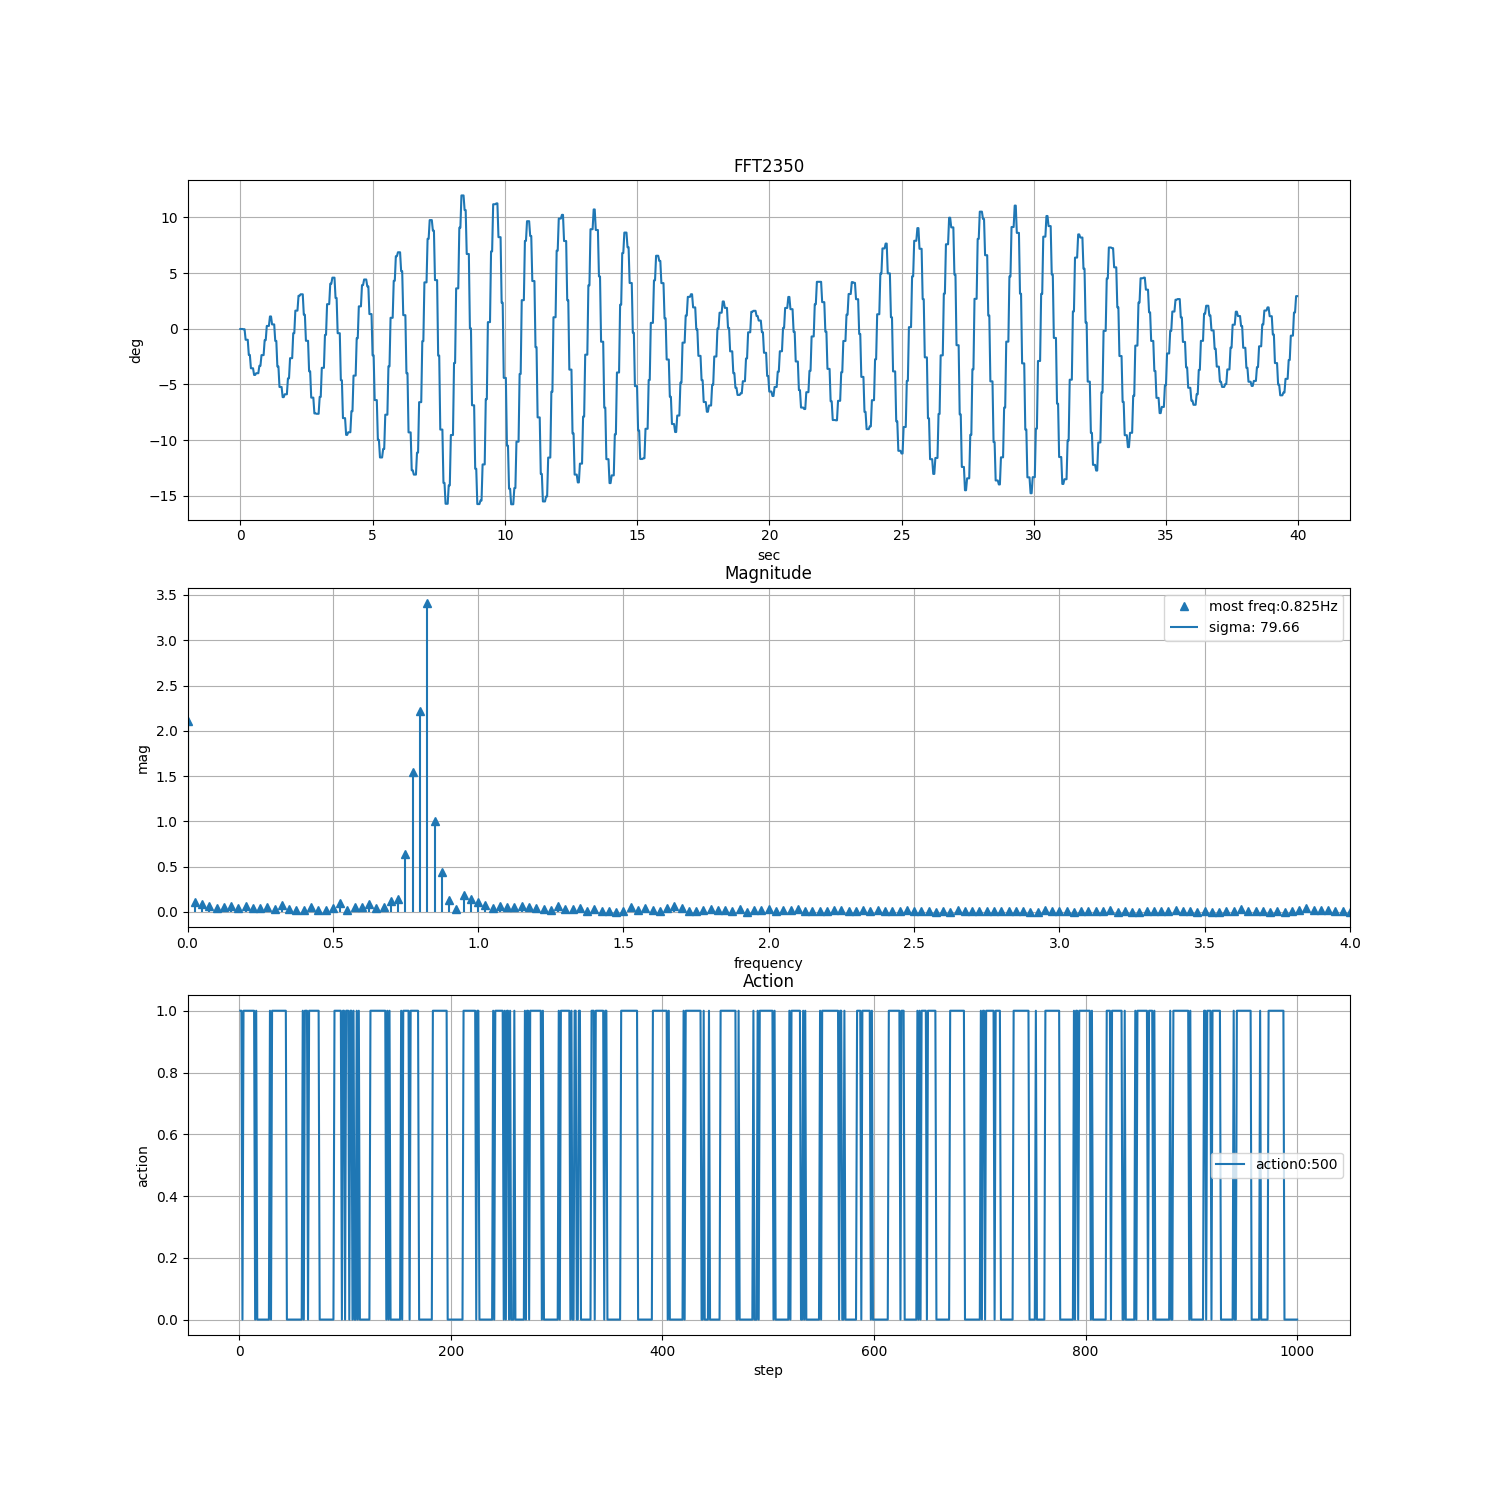 FFT2350
10
5
0
−5
−10
−15
deg
0 5 10 15 20 25 30 35 40
sec
Magnitude
3.5
3.0
2.5
2.0
1.5
1.0
0.5
0.0
mag
most freq:0.825Hz
sigma: 79.66
0.0 0.5 1.0 1.5 2.0 2.5 3.0 3.5 4.0
frequency
Action
1.0
0.8
0.6
0.4
0.2
0.0
action
action0:500
0 200 400 600 800 1000
step